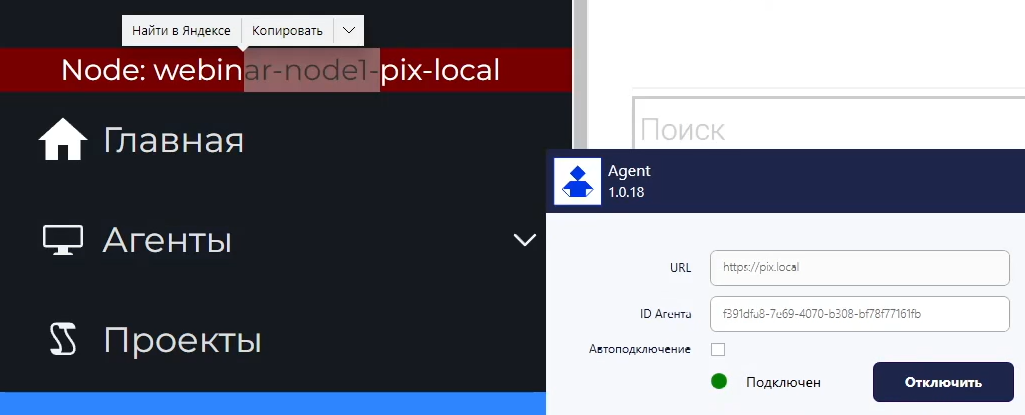 Найти в Яндексе Копировать
Node: webinar-node1-pix-local
Главная
Агенты
Проекты
Поиск
Agent
1.0.18
URL https://pix.local
ID Агента f391dfu8-7e69-4070-b308-bf78f77161fb
Автоподключение
Подключен Отключить